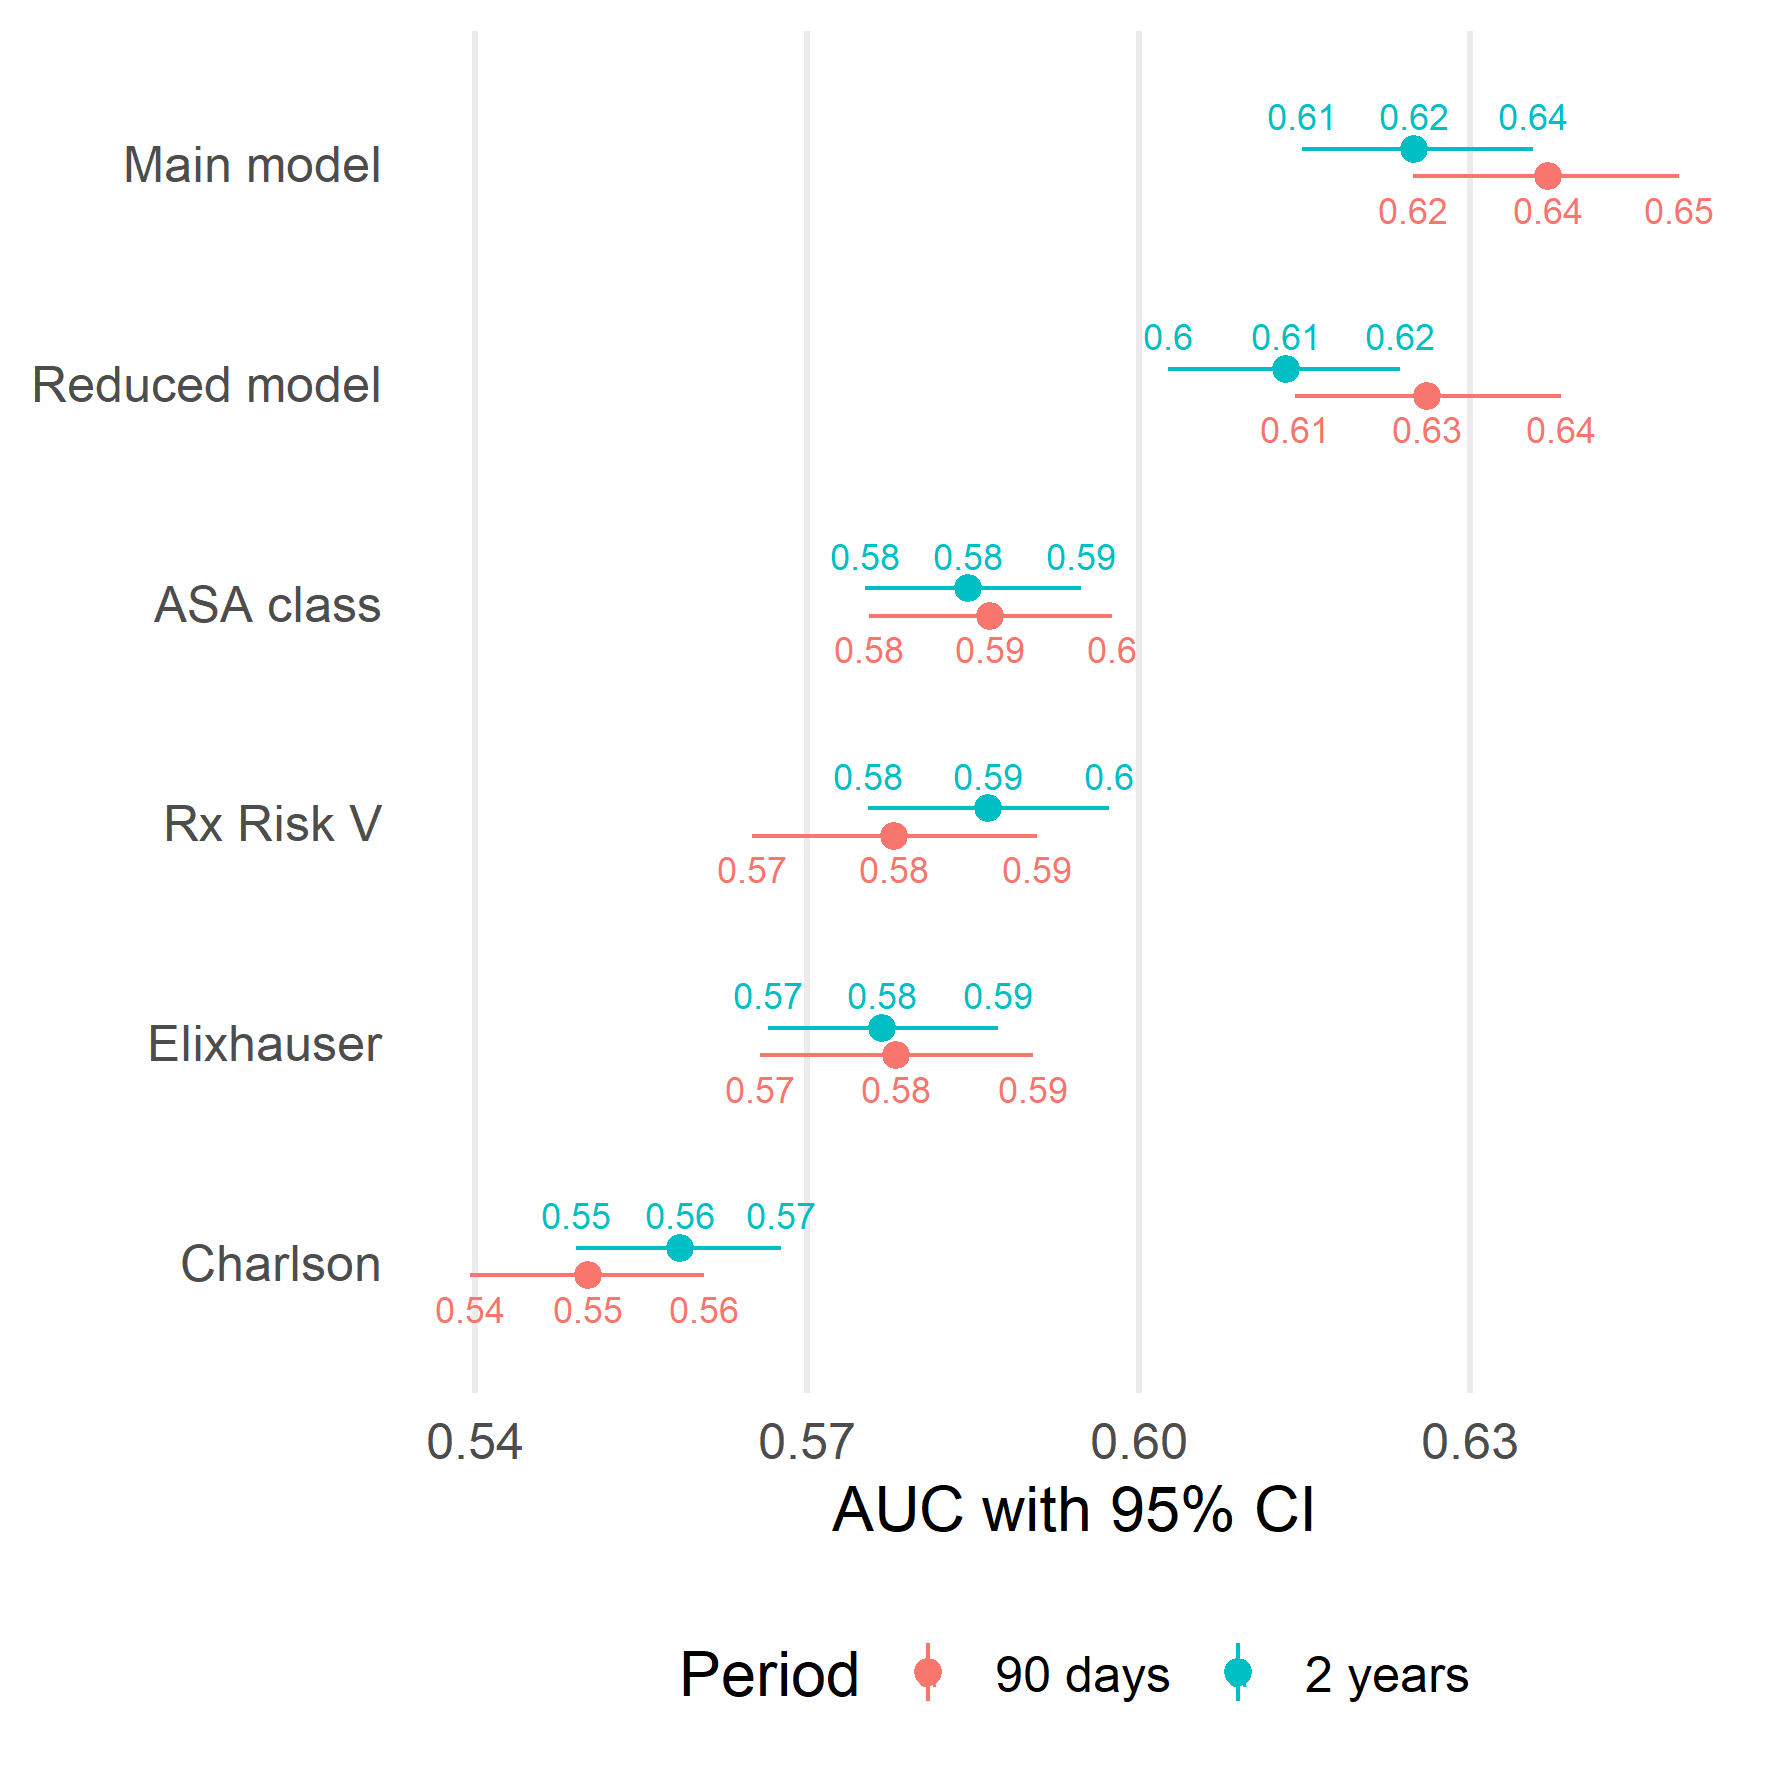 0.61 0.62 0.64
Main model
0.62 0.64 0.65
0.6 0.61 0.62
Reduced model
0.61 0.63 0.64
0.58 0.58 0.59
ASA class
0.58 0.59 0.6
0.58 0.59 0.6
Rx Risk V
0.57 0.58 0.59
0.57 0.58 0.59
Elixhauser
0.57 0.58 0.59
0.55 0.56 0.57
Charlson
0.54 0.55 0.56
0.54 0.57 0.60 0.63
AUC with 95% CI
Period 90 days 2 years